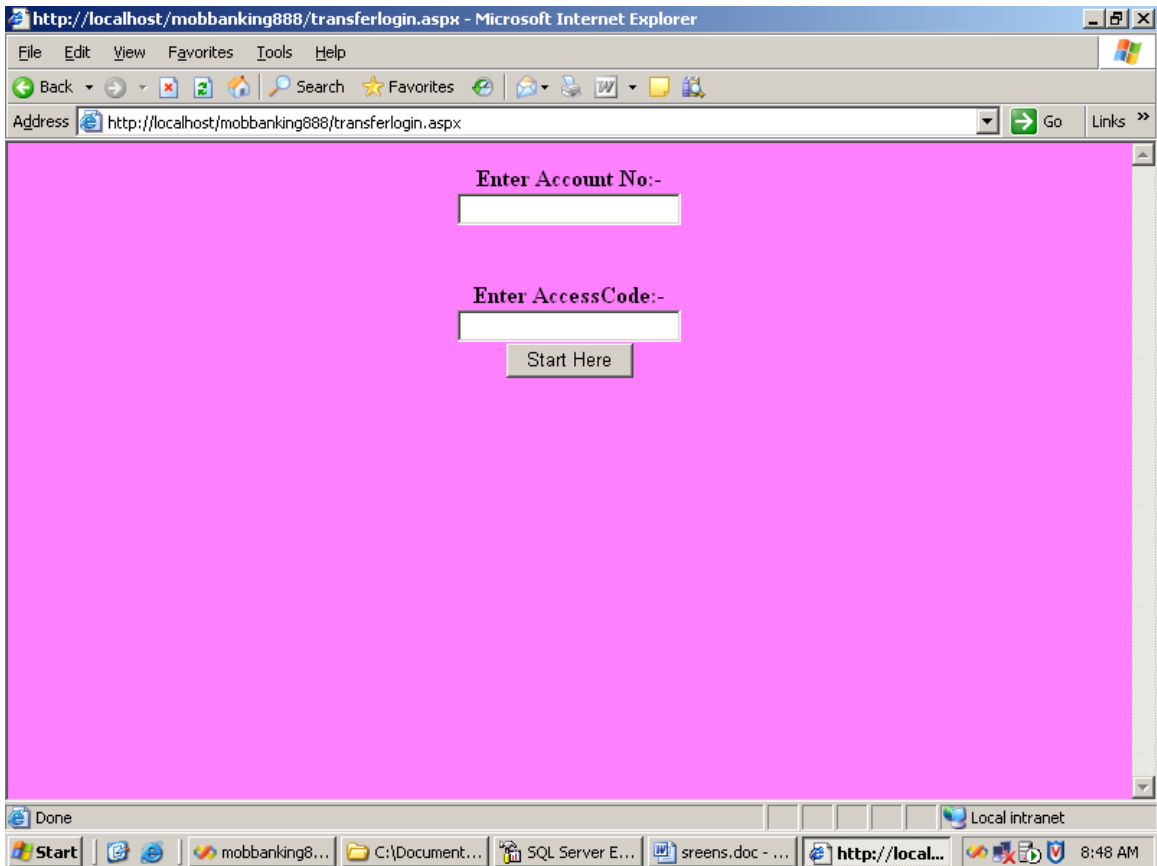 http://localhost/mobbanking888/transferlogin.aspx - Microsoft Internet Explorer
File Edit View Favorites Tools Help
Back Search Favorites
Address http://localhost/mobbanking888/transferlogin.aspx Go Links »
Enter Account No:-
Enter AccessCode:-
Start Here
Done Local intranet
Start mobbanking8... C:\Document... SQL Server E... sreens.doc - ... http://local... 8:48 AM